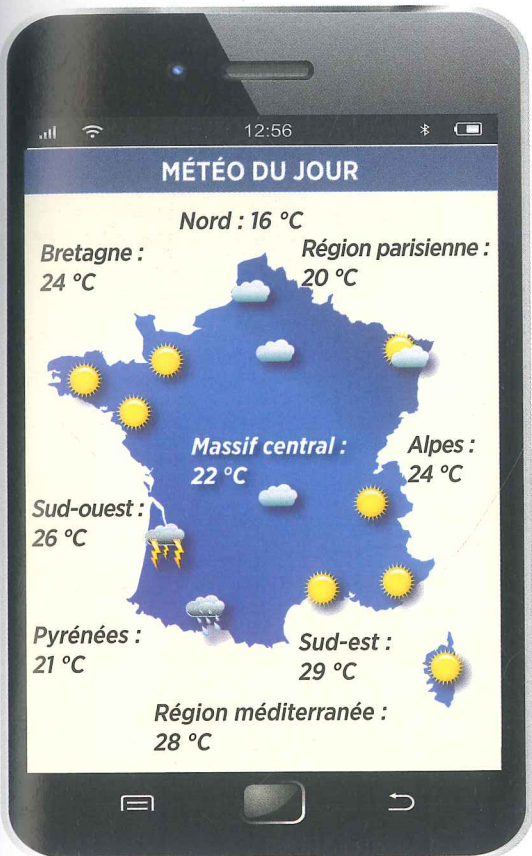 12:56
MÉTÉO DU JOUR
Nord : 16 °C
Bretagne :
24 °C
Région parisienne :
20 °C
Massif central :
22 °C
Alpes :
24 °C
Sud-ouest :
26 °C
Pyrénées :
21 °C
Sud-est :
29 °C
Région méditerranée :
28 °C